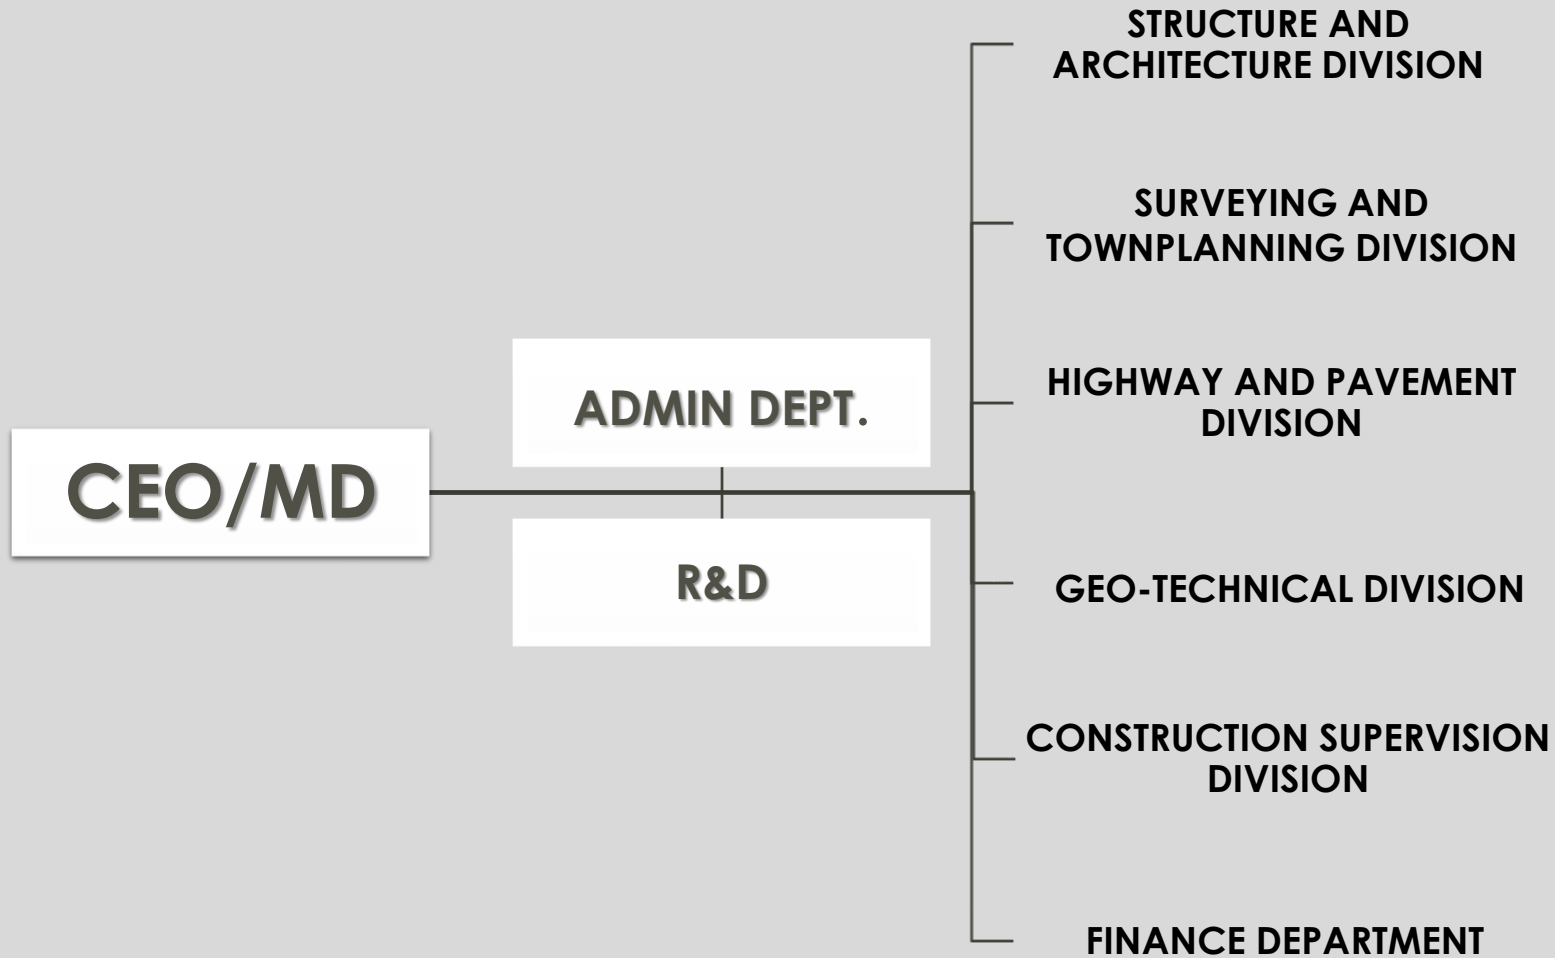 CEO/MD
ADMIN DEPT.
R&D
STRUCTURE AND
ARCHITECTURE DIVISION
SURVEYING AND
TOWNPLANNING DIVISION
HIGHWAY AND PAVEMENT
DIVISION
GEO-TECHNICAL DIVISION
CONSTRUCTION SUPERVISION
DIVISION
FINANCE DEPARTMENT